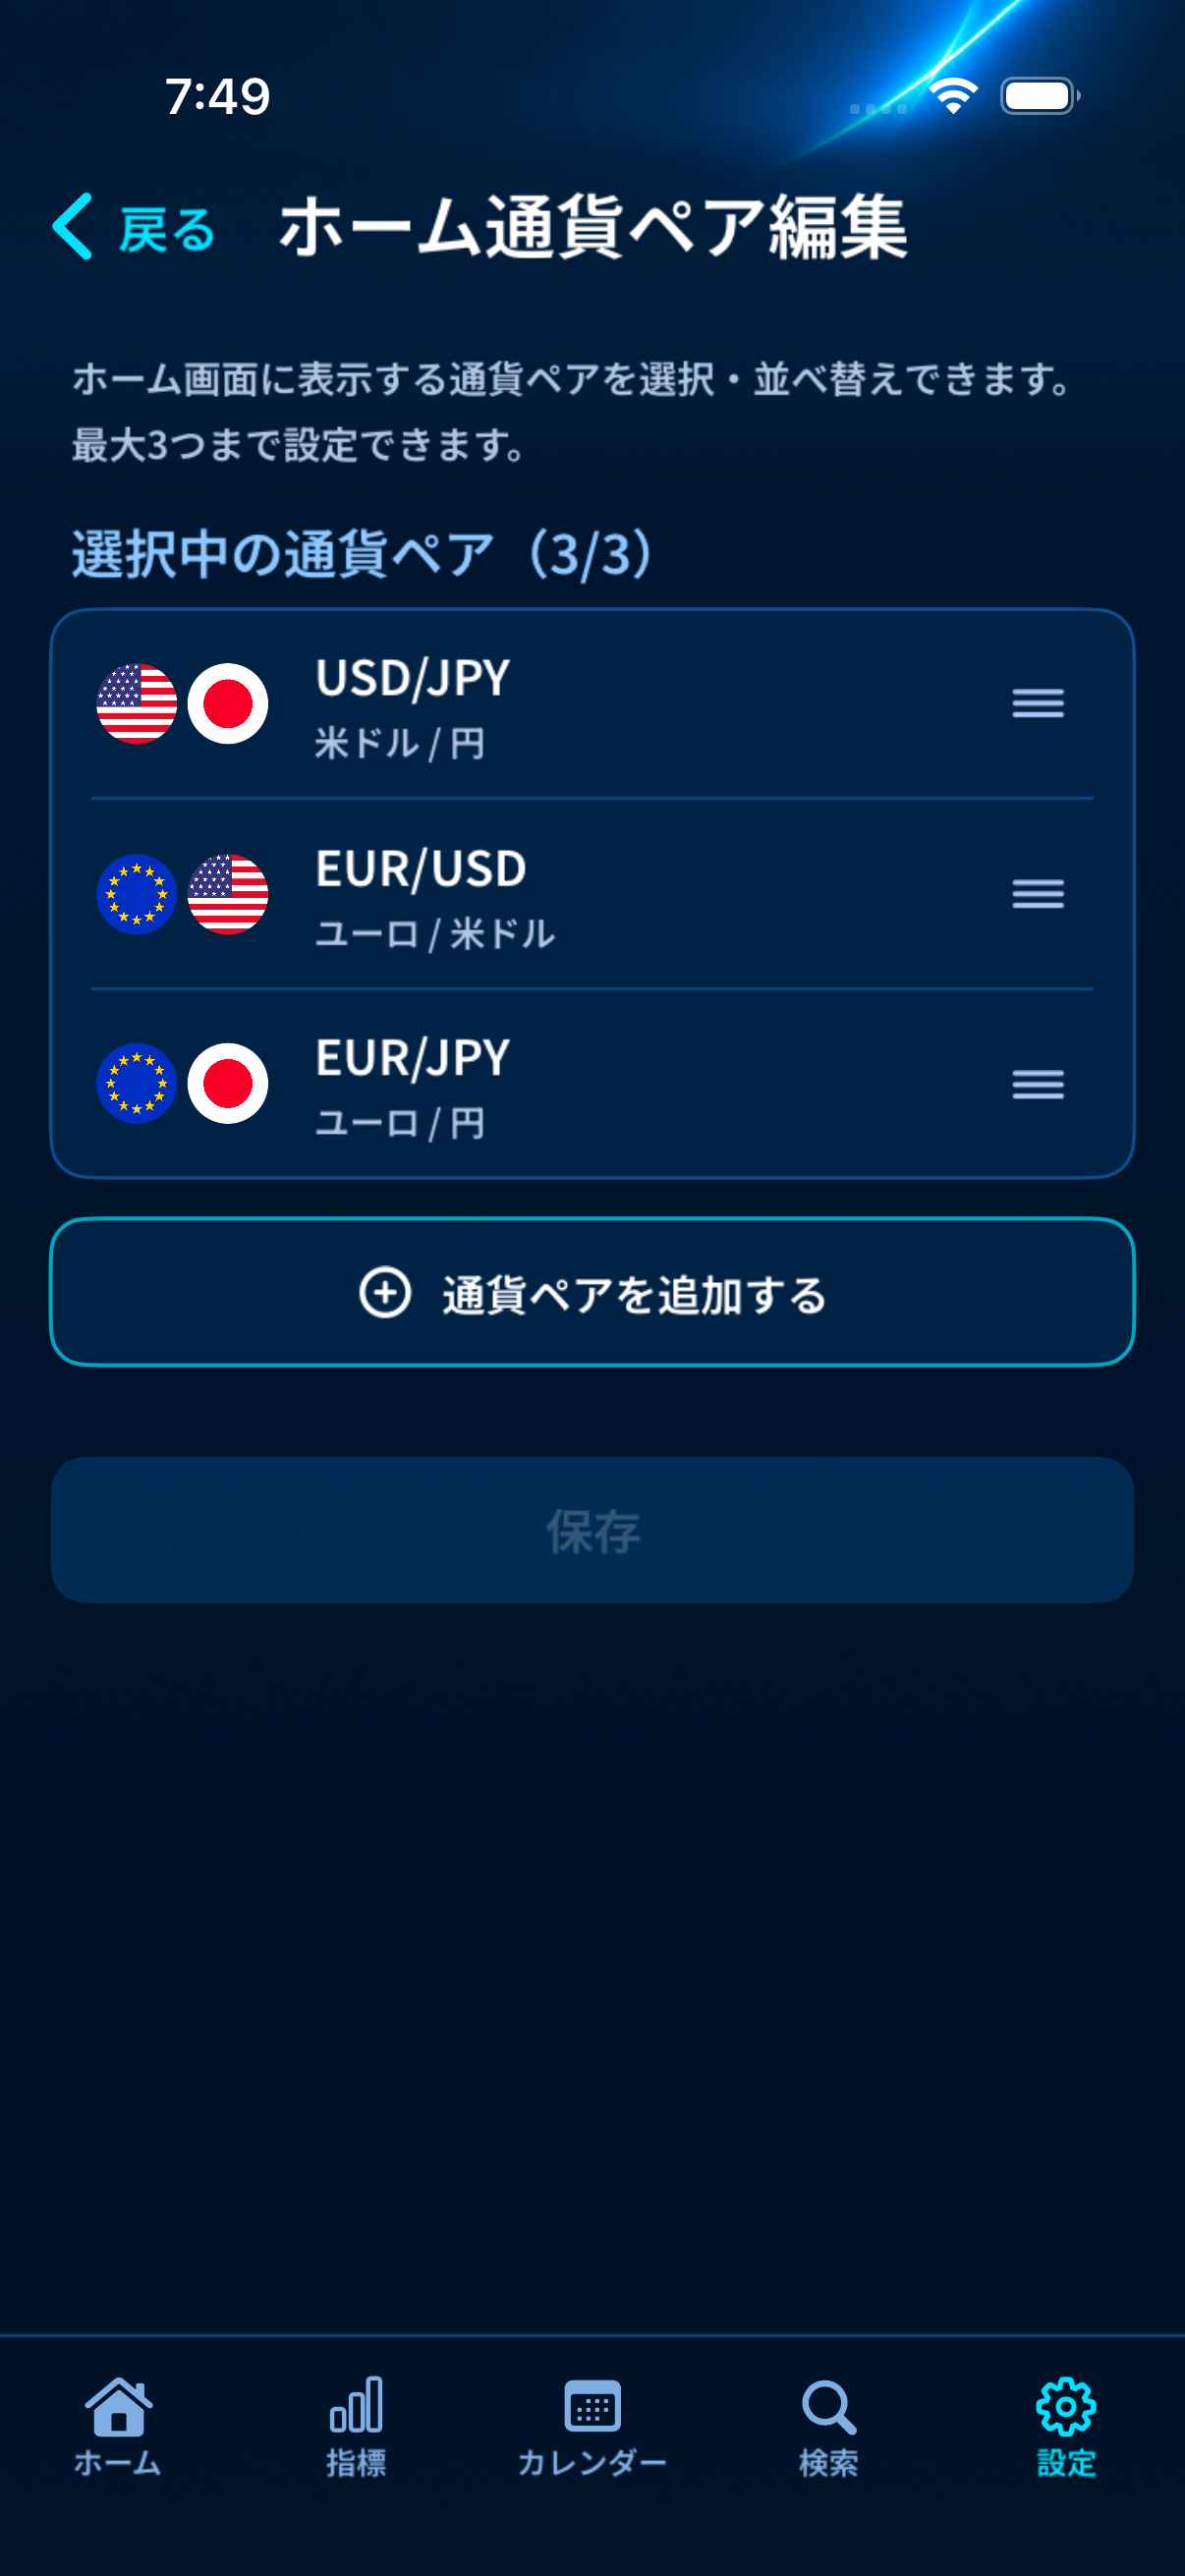 7:49
戻る ホーム通貨ペア編集
ホーム画面に表示する通貨ペアを選択・並べ替えできます。
最大3つまで設定できます。
選択中の通貨ペア（3/3）
USD/JPY
米ドル / 円
EUR/USD
ユーロ / 米ドル
EUR/JPY
ユーロ / 円
通貨ペアを追加する
保存
ホーム 指標 カレンダー 検索 設定